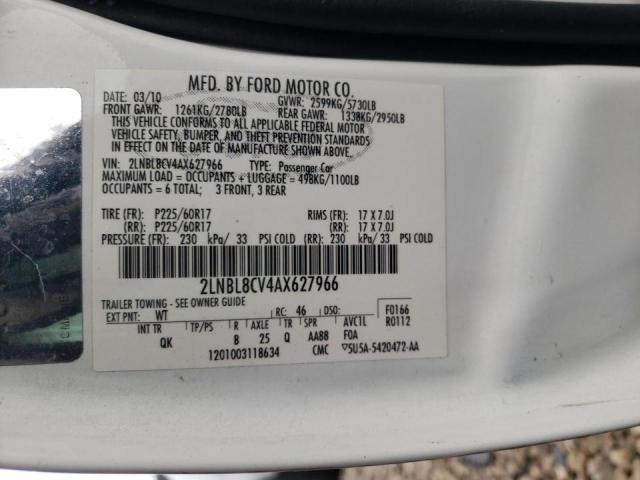 MFD. BY FORD MOTOR CO.
DATE: 03/10 GVWR: 2599KG/5730LB
FRONT GAWR: 1261KG/2780LB REAR GAWR: 1338KG/2950LB
THIS VEHICLE CONFORMS TO ALL APPLICABLE FEDERAL MOTOR
VEHICLE SAFETY, BUMPER, AND THEFT PREVENTION STANDARDS
IN EFFECT ON THE DATE OF MANUFACTURE SHOWN ABOVE.
VIN: 2LNBL8CV4AX627966 TYPE: Passenger Car
MAXIMUM LOAD = OCCUPANTS + LUGGAGE = 498KG/1100LB
OCCUPANTS = 6 TOTAL; 3 FRONT, 3 REAR
TIRE (FR): P225/60R17 RIMS (FR): 17 X 7.0J
(RR): P225/60R17 (RR): 17 X 7.0J
PRESSURE (FR): 230 kPa/ 33 PSI COLD (RR): 230 kPa/ 33 PSI COLD
2LNBL8CV4AX627966
TRAILER TOWING - SEE OWNER GUIDE
EXT PNT: WT RC: 46 DSO: F0166
INT TR TP/PS R AXLE TR SPR AVC1L R0112
QK B 25 Q AA88 FQA
1201003118634 CMC ▽5U5A-5420472-AA